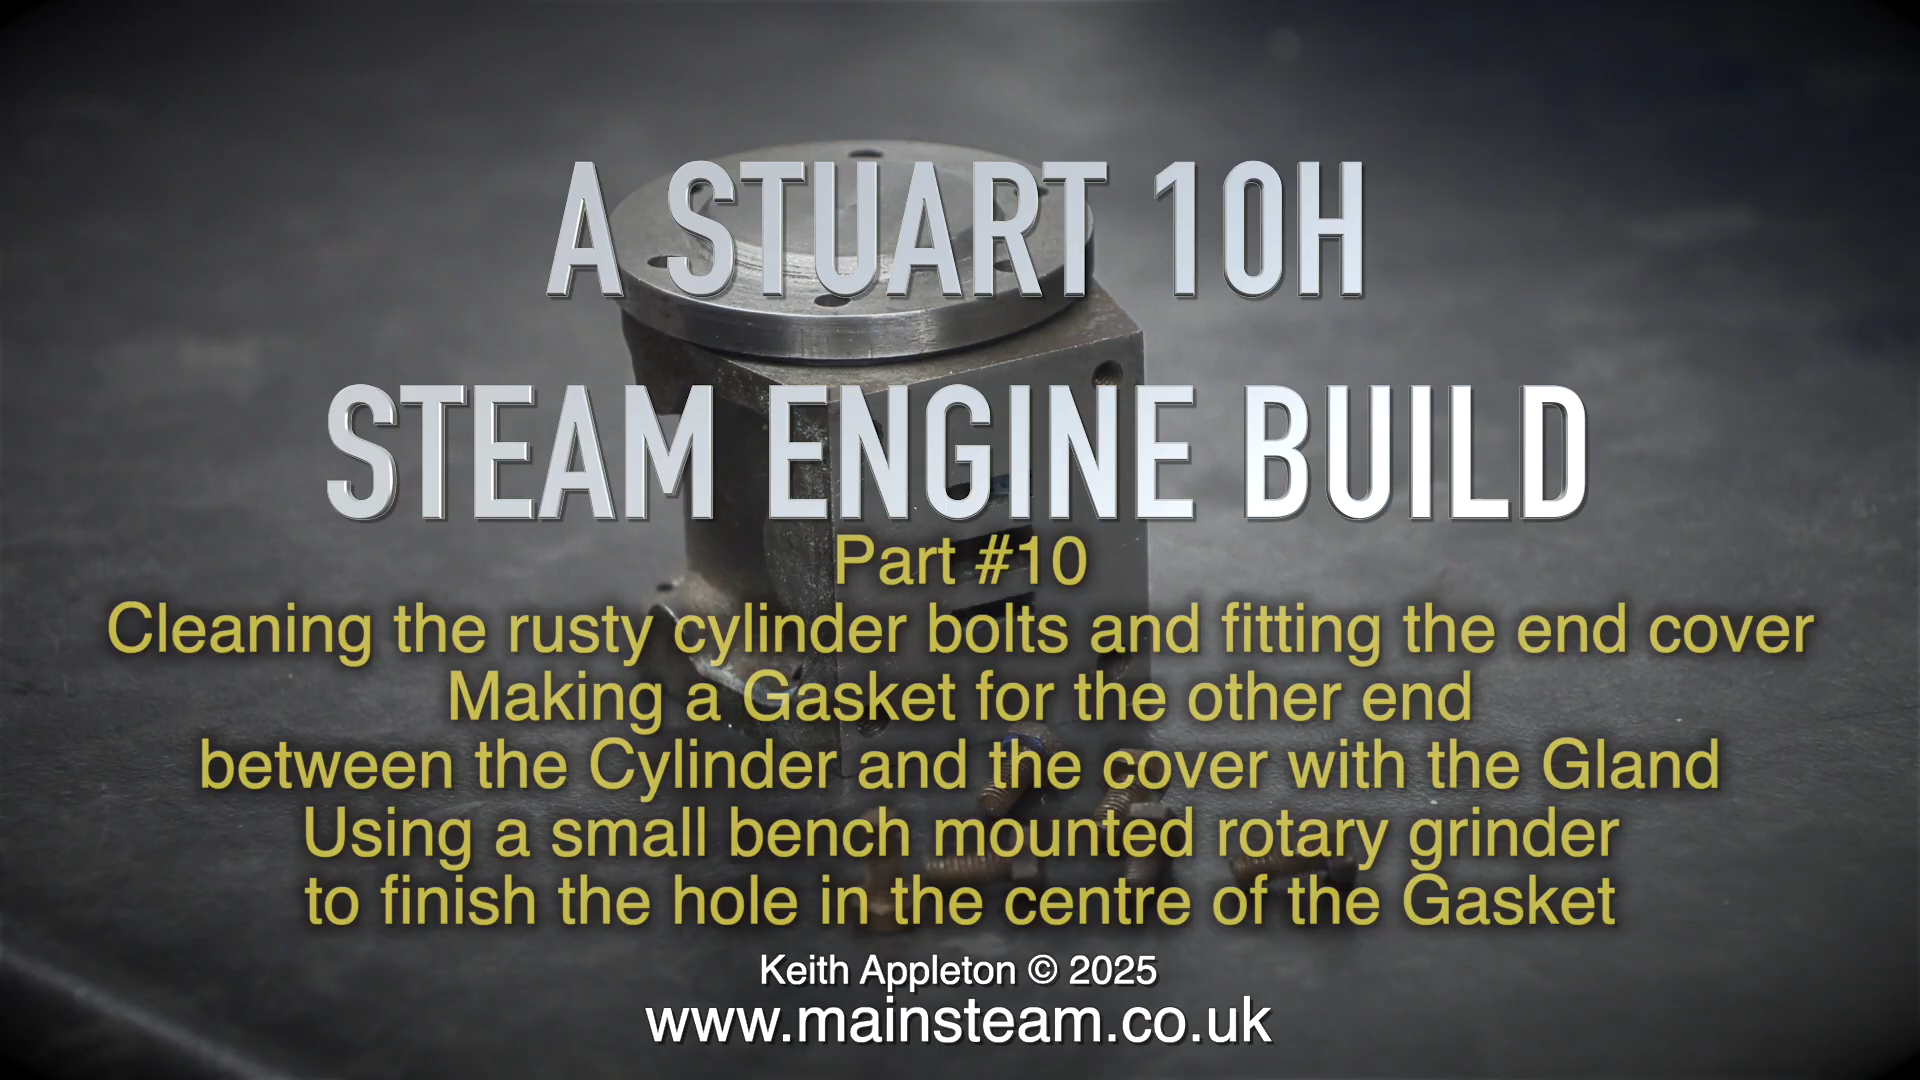 A STUART 10H
STEAM ENGINE BUILD
Part #10
Cleaning the rusty cylinder bolts and fitting the end cover
Making a Gasket for the other end
between the Cylinder and the cover with the Gland
Using a small bench mounted rotary grinder
to finish the hole in the centre of the Gasket
Keith Appleton © 2025
www.mainsteam.co.uk